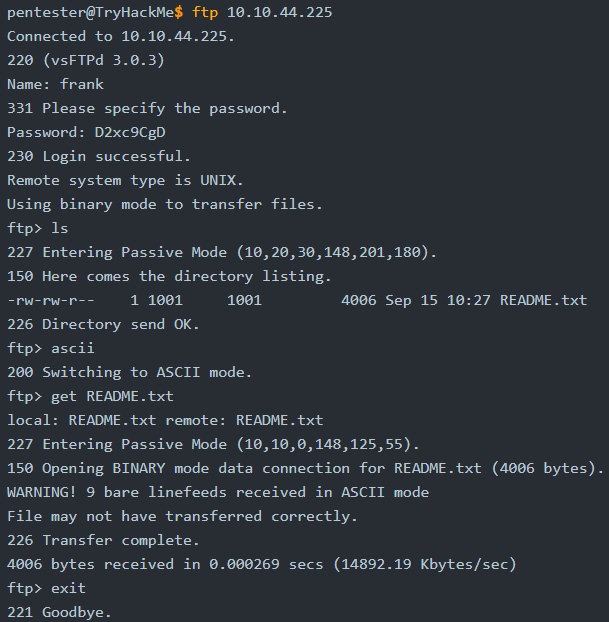 pentester@TryHackMe$ ftp 10.10.44.225
Connected to 10.10.44.225.
220 (vsFTPd 3.0.3)
Name: frank
331 Please specify the password.
Password: D2xc9CgD
230 Login successful.
Remote system type is UNIX.
Using binary mode to transfer files.
ftp> ls
227 Entering Passive Mode (10,20,30,148,201,180).
150 Here comes the directory listing.
-rw-rw-r--    1 1001     1001         4006 Sep 15 10:27 README.txt
226 Directory send OK.
ftp> ascii
200 Switching to ASCII mode.
ftp> get README.txt
local: README.txt remote: README.txt
227 Entering Passive Mode (10,10,0,148,125,55).
150 Opening BINARY mode data connection for README.txt (4006 bytes).
WARNING! 9 bare linefeeds received in ASCII mode
File may not have transferred correctly.
226 Transfer complete.
4006 bytes received in 0.000269 secs (14892.19 Kbytes/sec)
ftp> exit
221 Goodbye.